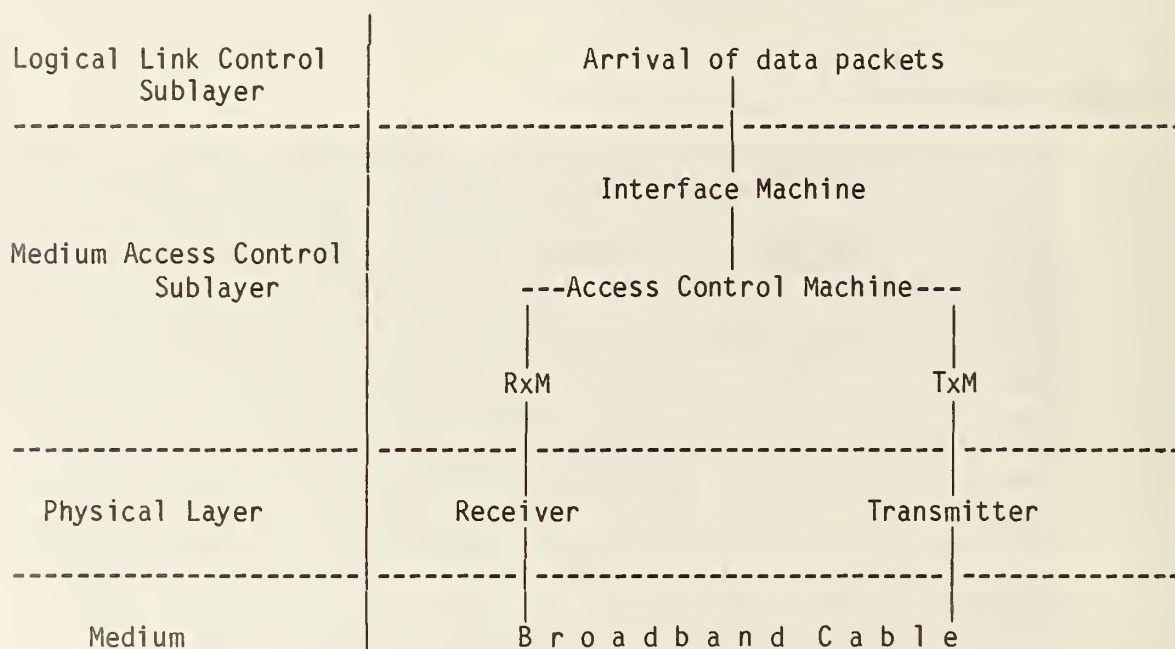 Logical Link Control
Sublayer
Arrival of data packets
Interface Machine
Medium Access Control
Sublayer
---Access Control Machine---
RxM
TxM
Physical Layer
Receiver
Transmitter
Medium
B r o a d b a n d C a b l e